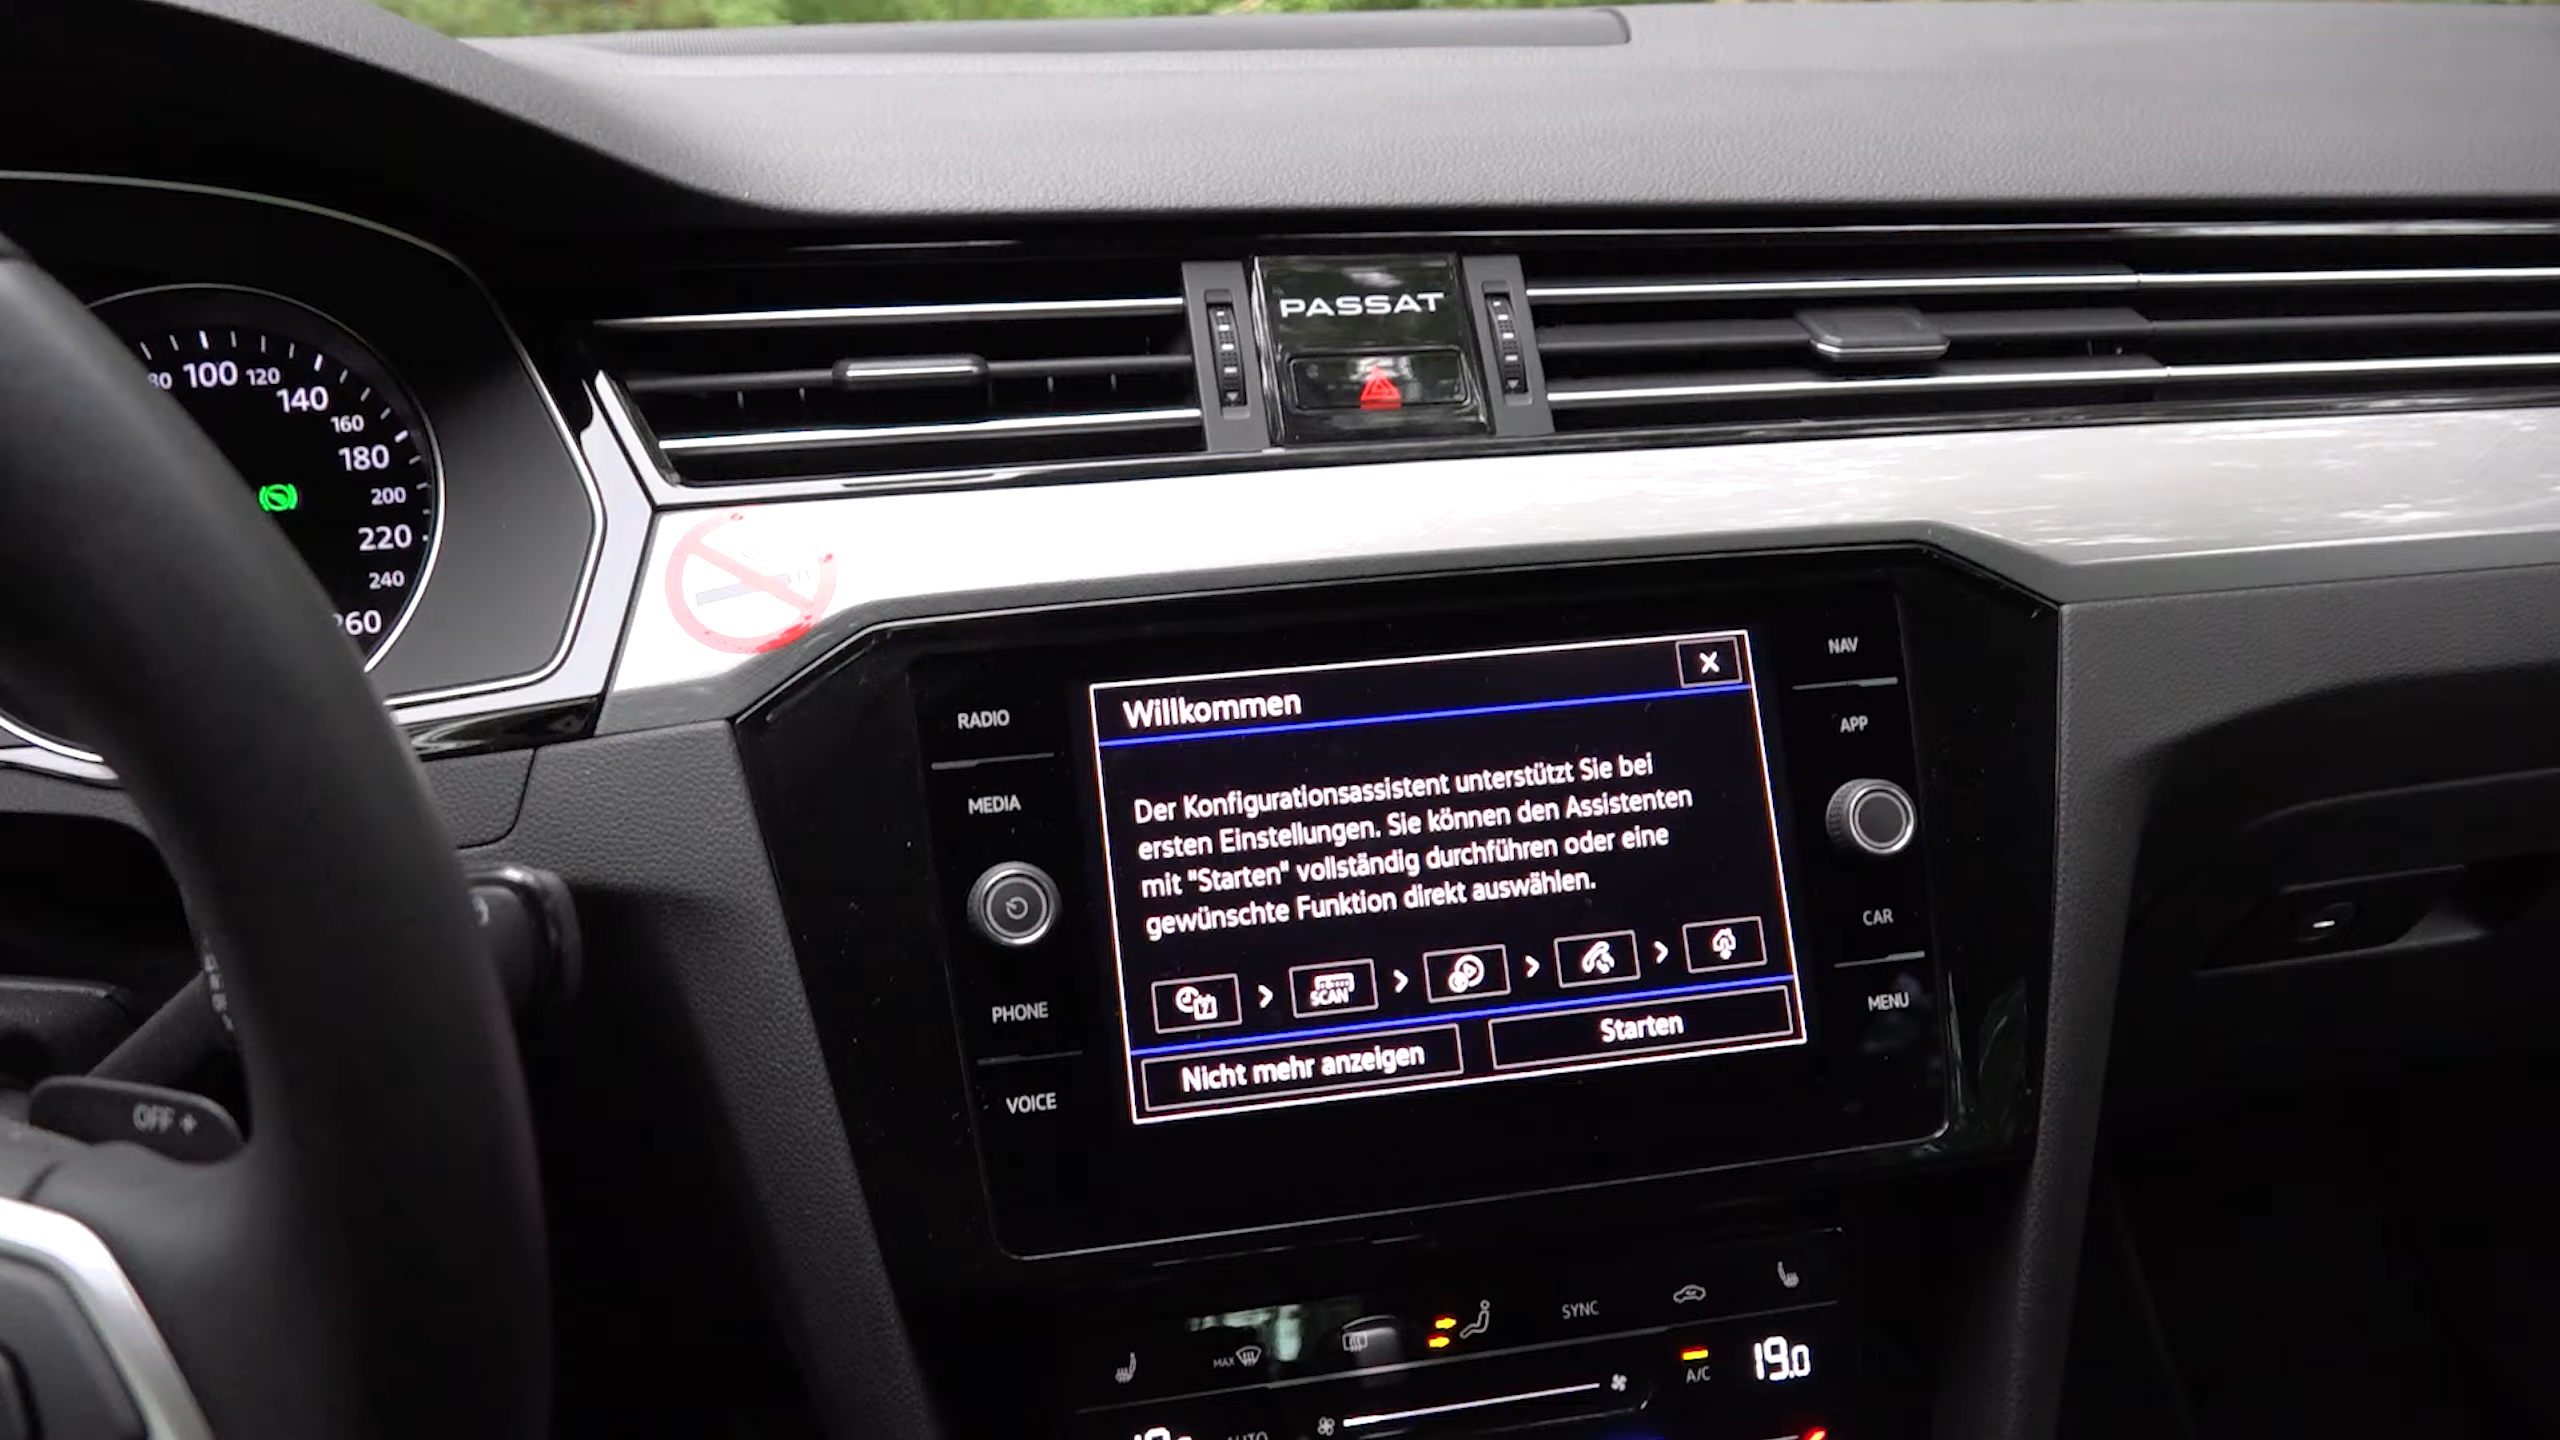 PASSAT
80 100 120
140
160
180
200
220
240
260
RADIO
MEDIA
PHONE
VOICE
Willkommen
X
Der Konfigurationsassistent unterstützt Sie bei
ersten Einstellungen. Sie können den Assistenten
mit "Starten" vollständig durchführen oder eine
gewünschte Funktion direkt auswählen.
SCAN
Nicht mehr anzeigen
Starten
NAV
APP
CAR
MENU
OFF +
MAX
SYNC
A/C
19.0
AUTO